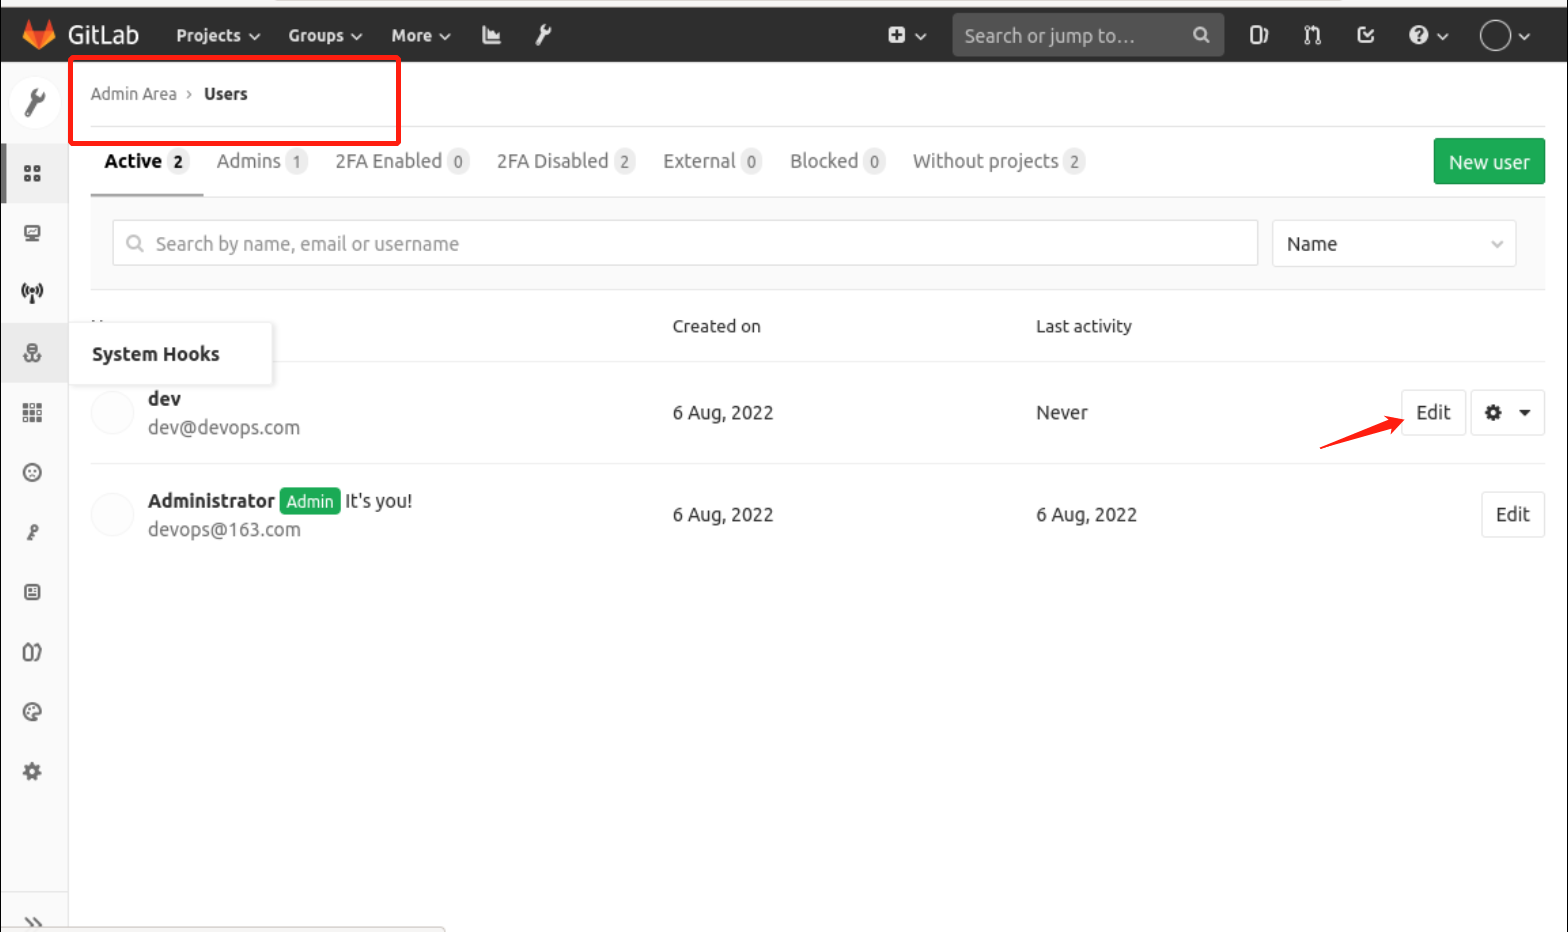 GitLab Projects Groups More Search or jump to...
Admin Area > Users
Active 2 Admins 1 2FA Enabled 0 2FA Disabled 2 External 0 Blocked 0 Without projects 2 New user
Search by name, email or username Name
Created on Last activity
System Hooks
dev
dev@devops.com
6 Aug, 2022 Never Edit
Administrator Admin It's you!
devops@163.com
6 Aug, 2022 6 Aug, 2022 Edit